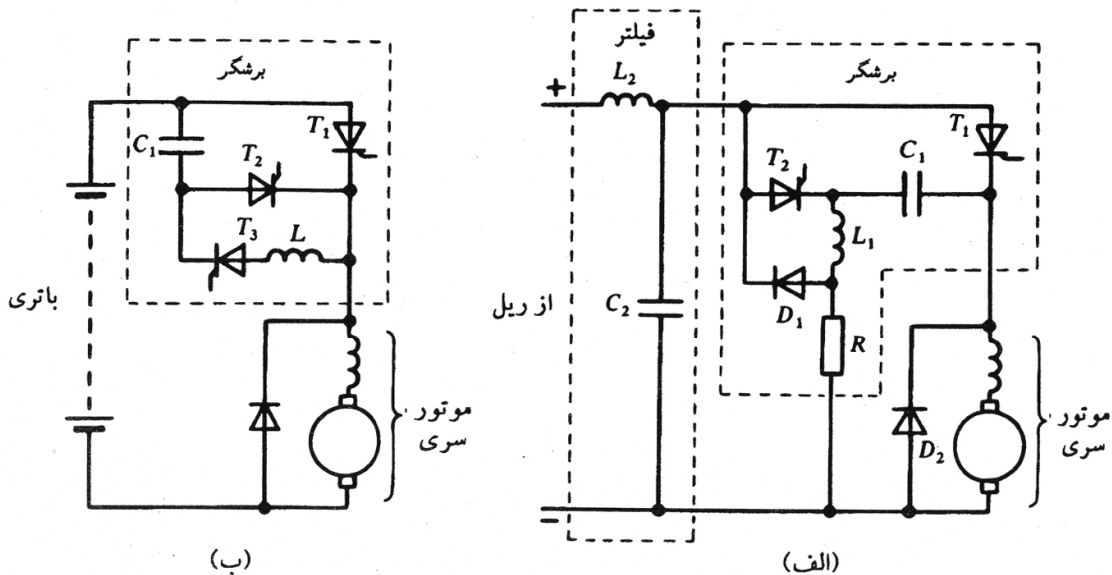 فیلتر
برشگر
L₂
+
T₁
T₂
C₁
L₁
D₁
R
C₂
از ریل
D₂
موتور
سری
−
(الف)
برشگر
C₁
T₁
T₂
T₃
L
باتری
موتور
سری
(ب)